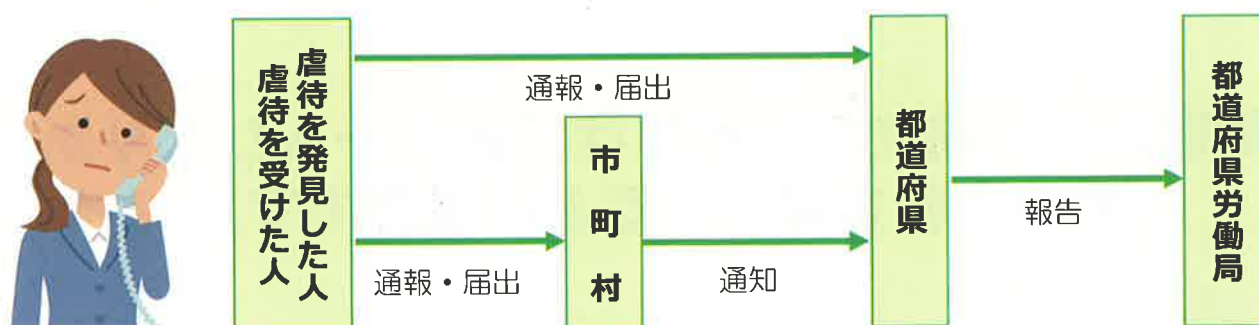 虐待を発見した人
虐待を受けた人
通報・届出
通報・届出
市町村
通知
都道府県
報告
都道府県労働局